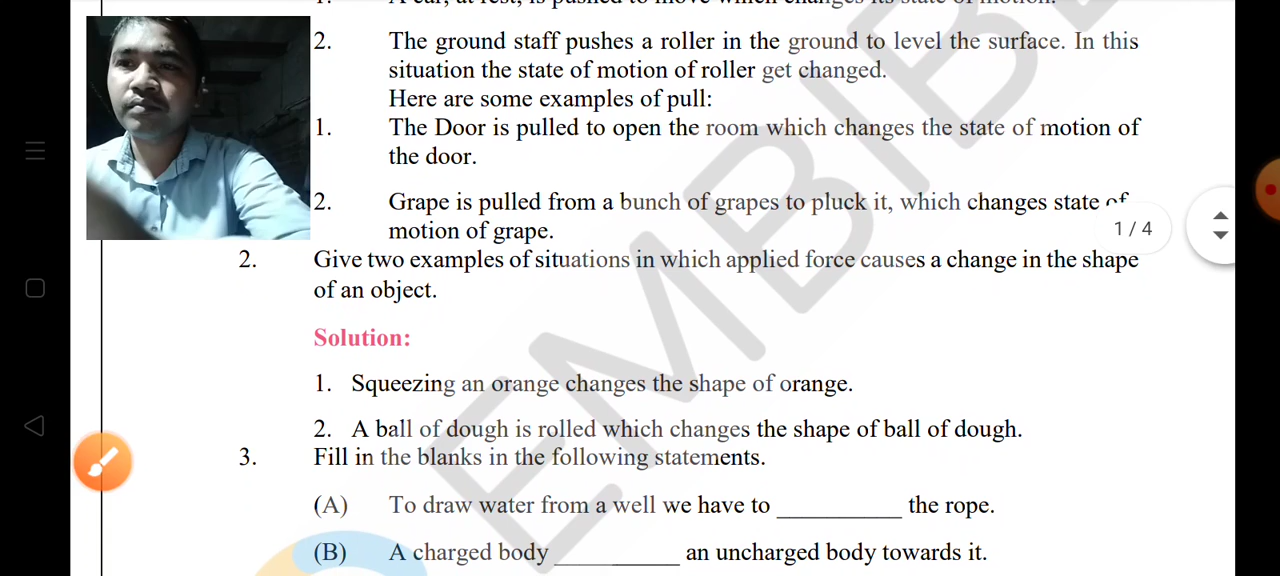 2. The ground staff pushes a roller in the ground to level the surface. In this
situation the state of motion of roller get changed.
Here are some examples of pull:
1. The Door is pulled to open the room which changes the state of motion of
the door.
2. Grape is pulled from a bunch of grapes to pluck it, which changes state of
motion of grape.
1 / 4
2. Give two examples of situations in which applied force causes a change in the shape
of an object.
Solution:
1. Squeezing an orange changes the shape of orange.
2. A ball of dough is rolled which changes the shape of ball of dough.
3. Fill in the blanks in the following statements.
(A) To draw water from a well we have to __________ the rope.
(B) A charged body __________ an uncharged body towards it.
EMBIBE